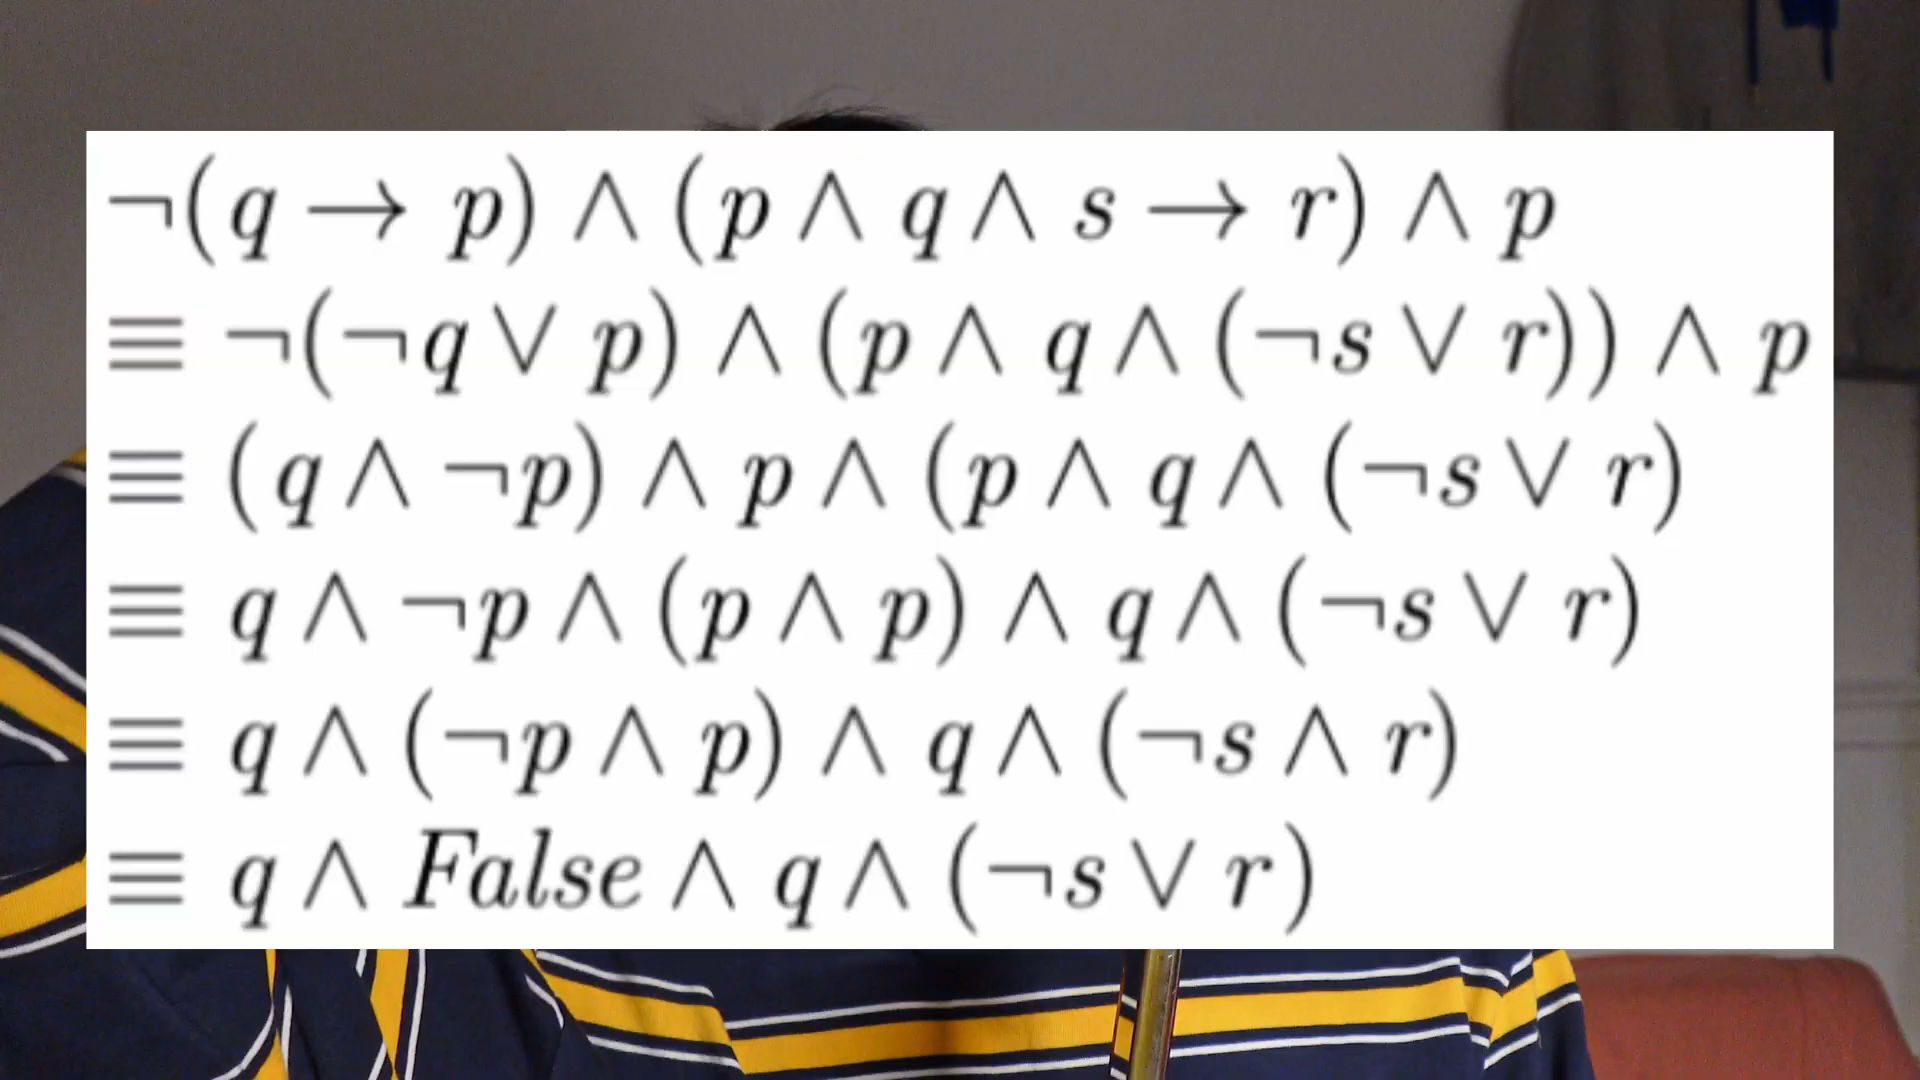 ¬(q → p) ∧ (p ∧ q ∧ s → r) ∧ p
≡ ¬(¬q ∨ p) ∧ (p ∧ q ∧ (¬s ∨ r)) ∧ p
≡ (q ∧ ¬p) ∧ p ∧ (p ∧ q ∧ (¬s ∨ r)
≡ q ∧ ¬p ∧ (p ∧ p) ∧ q ∧ (¬s ∨ r)
≡ q ∧ (¬p ∧ p) ∧ q ∧ (¬s ∧ r)
≡ q ∧ False ∧ q ∧ (¬s ∨ r)